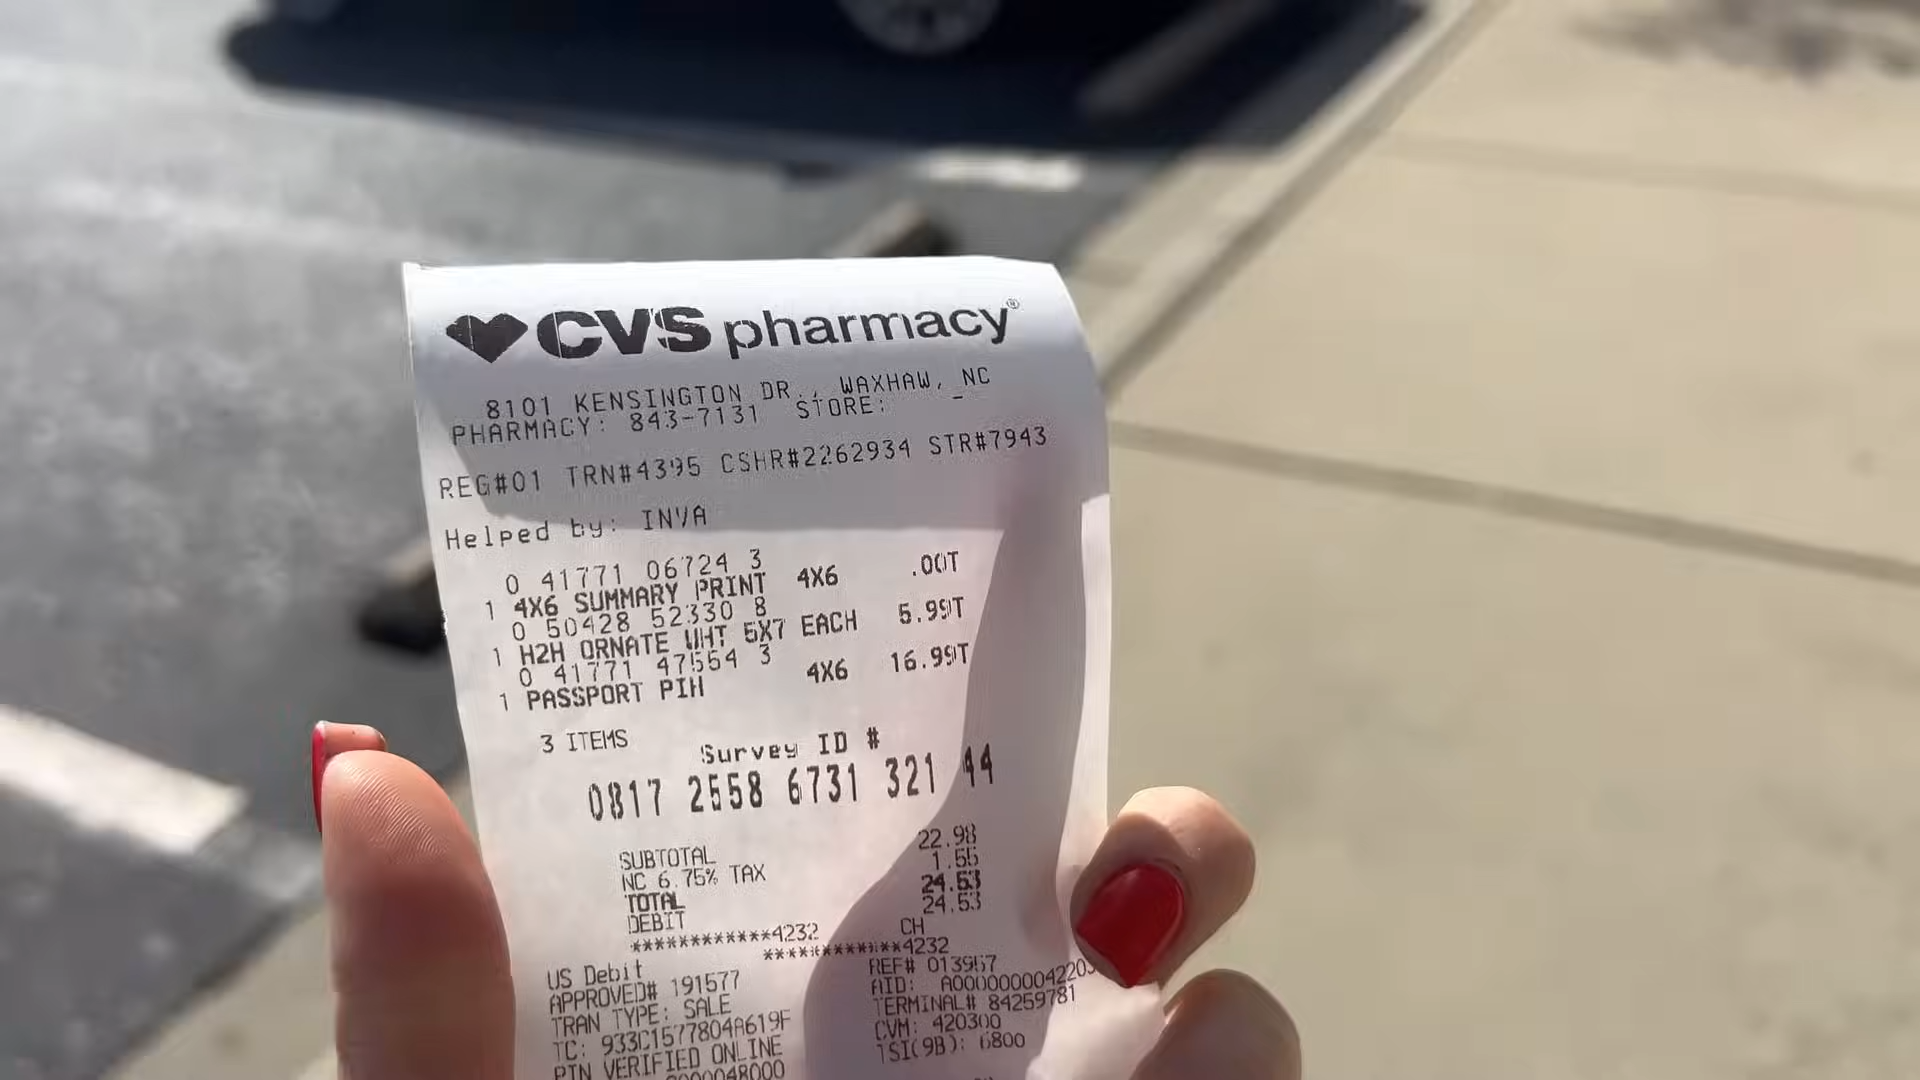 CVS pharmacy®
8101 KENSINGTON DR., WAXHAW, NC
PHARMACY: 843-7131 STORE: -
REG#01 TRN#4395 CSHR#2262934 STR#7943
Helped by: INVA
0 41771 06724 3
1 4X6 SUMMARY PRINT 4X6 .00T
0 50428 52330 8
1 H2H ORNATE WHT 5X7 EACH 5.99T
0 41771 47554 3
1 PASSPORT PIH 4X6 16.99T
3 ITEMS
Survey ID #
0817 2558 6731 321 44
SUBTOTAL 22.98
NC 6.75% TAX 1.55
TOTAL 24.53
DEBIT 24.53
************4232 CH
************4232
US Debit REF# 013957
APPROVED# 191577 AID:
TRAN TYPE: SALE TERMINAL# 84259781
TC: 933C1577804A619F CVM: 420300
PIN VERIFIED ONLINE TSI(9B): 6800